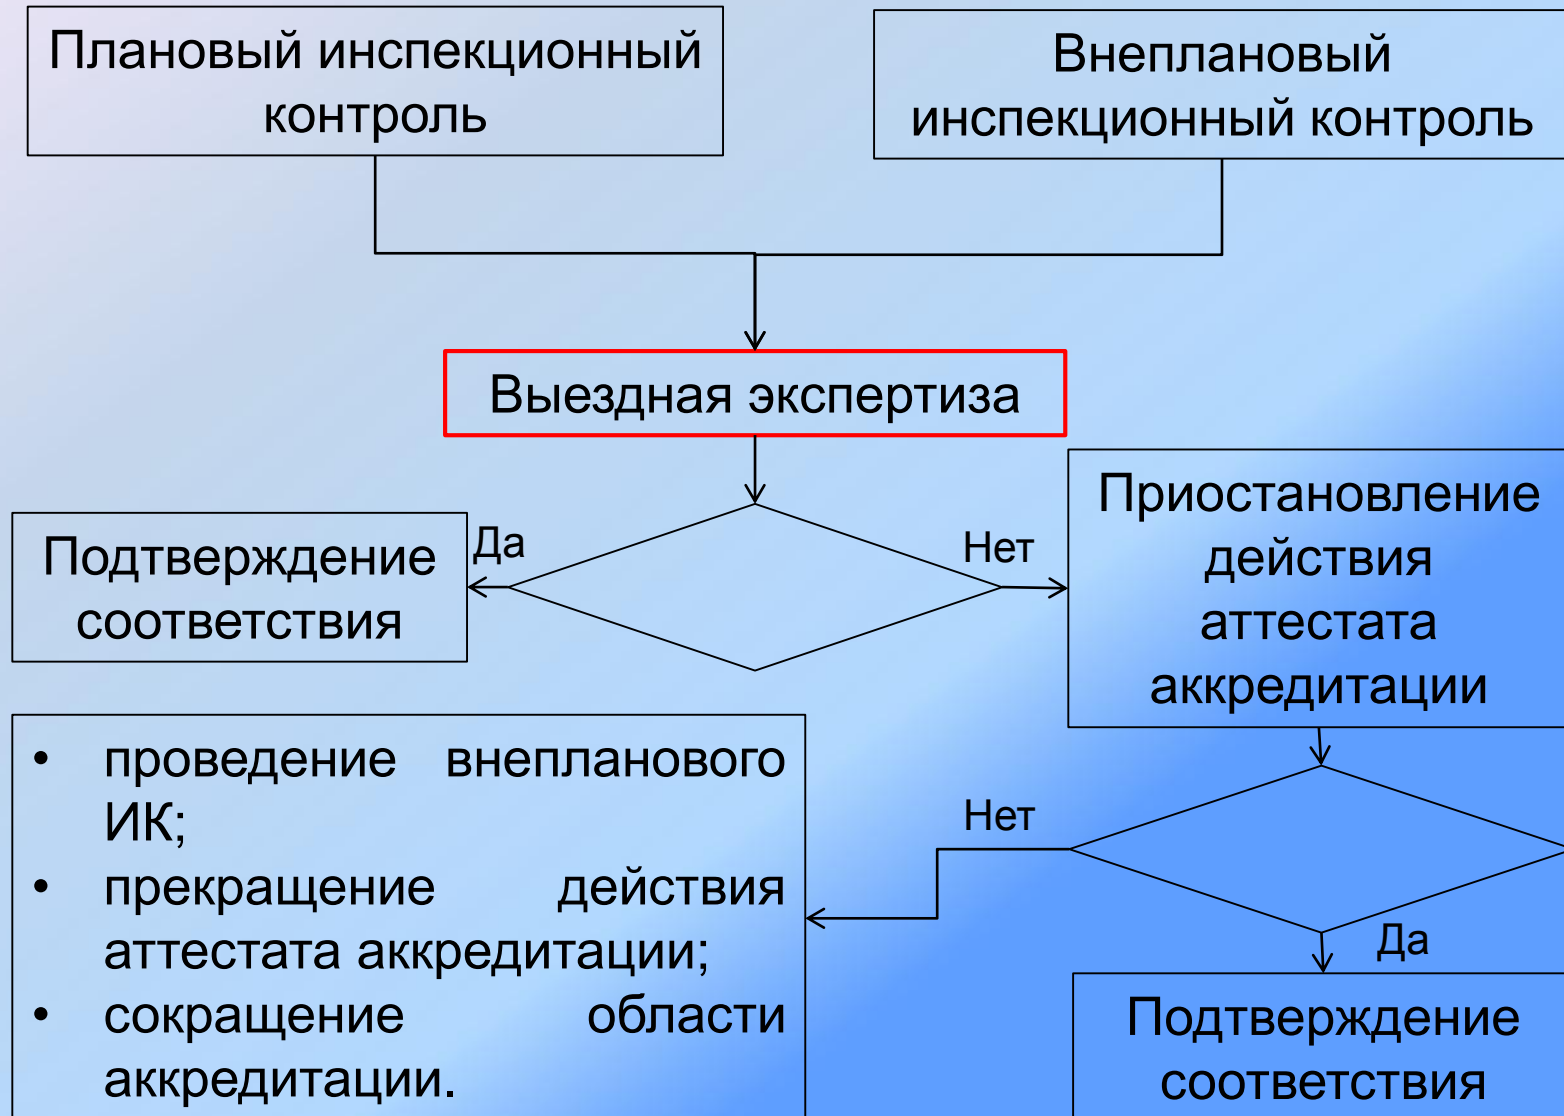 Плановый инспекционный
контроль
Внеплановый
инспекционный контроль
Выездная экспертиза
Да
Подтверждение
соответствия
Нет
Приостановление
действия
аттестата
аккредитации
• проведение внепланового
ИК;
• прекращение действия
аттестата аккредитации;
• сокращение области
аккредитации.
Нет
Да
Подтверждение
соответствия